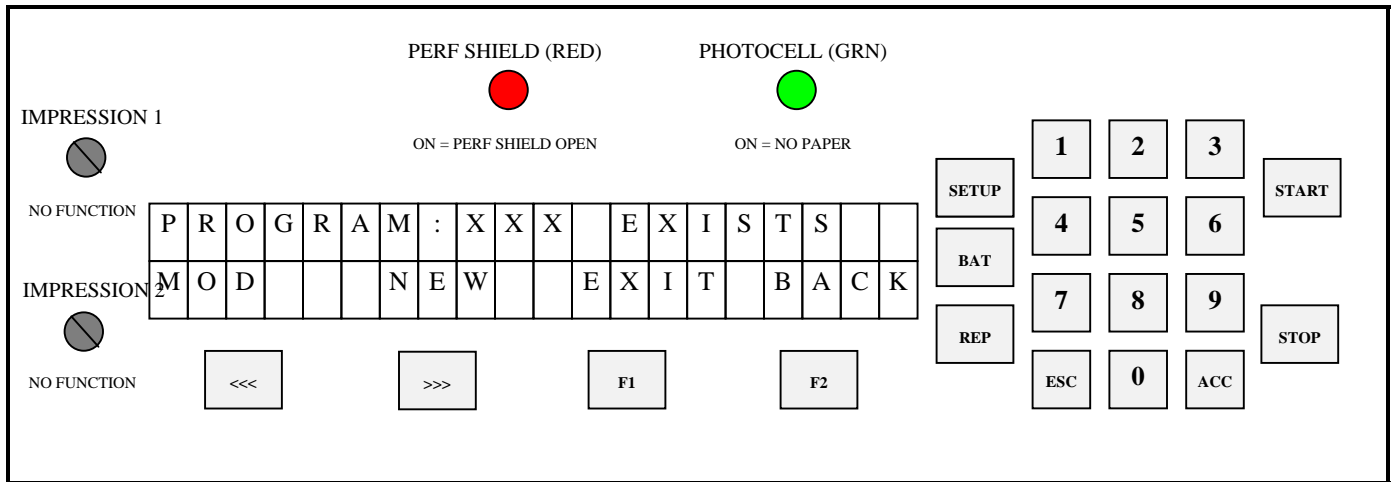 PERF SHIELD (RED)
PHOTOCELL (GRN)
IMPRESSION 1
ON = PERF SHIELD OPEN
ON = NO PAPER
NO FUNCTION
PROGRAM:XXX EXISTS
MOD NEW EXIT BACK
IMPRESSION 2
NO FUNCTION
<<<
>>>
F1
F2
SETUP
BAT
REP
1 2 3
4 5 6
7 8 9
ESC 0 ACC
START
STOP